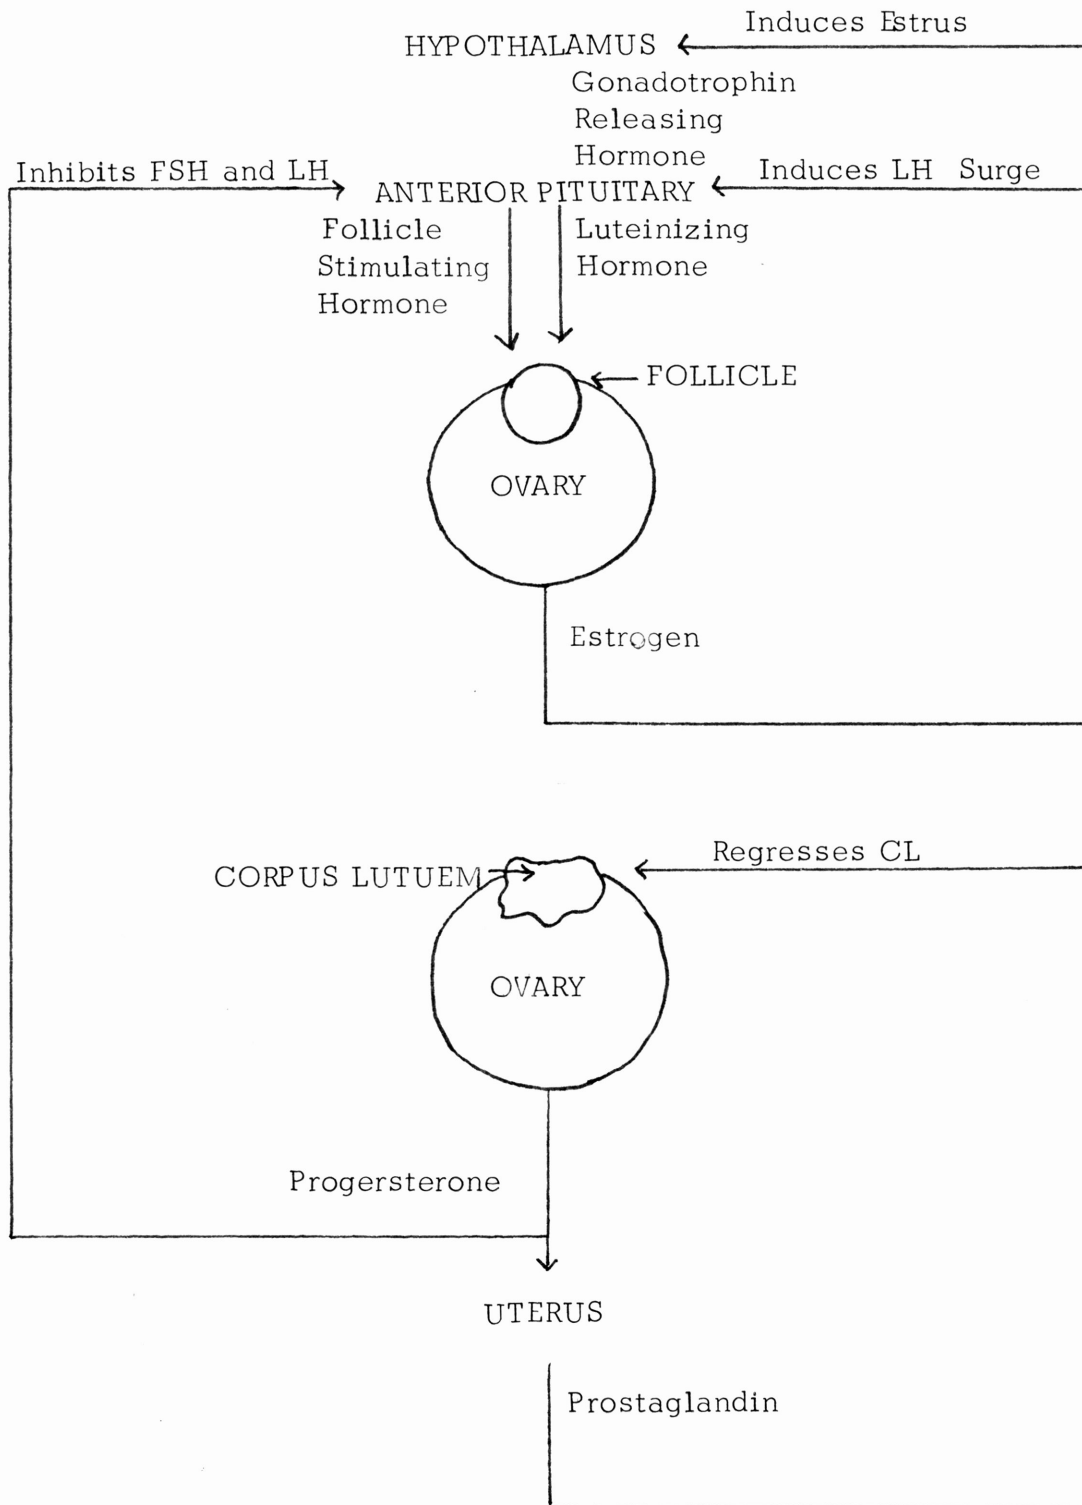 Induces Estrus
HYPOTHALAMUS
Gonadotrophin
Releasing
Hormone
Inhibits FSH and LH
Induces LH Surge
ANTERIOR PITUITARY
Follicle
Stimulating
Hormone
Luteinizing
Hormone
FOLLICLE
OVARY
Estrogen
Regresses CL
CORPUS LUTUEM
OVARY
Progersterone
UTERUS
Prostaglandin